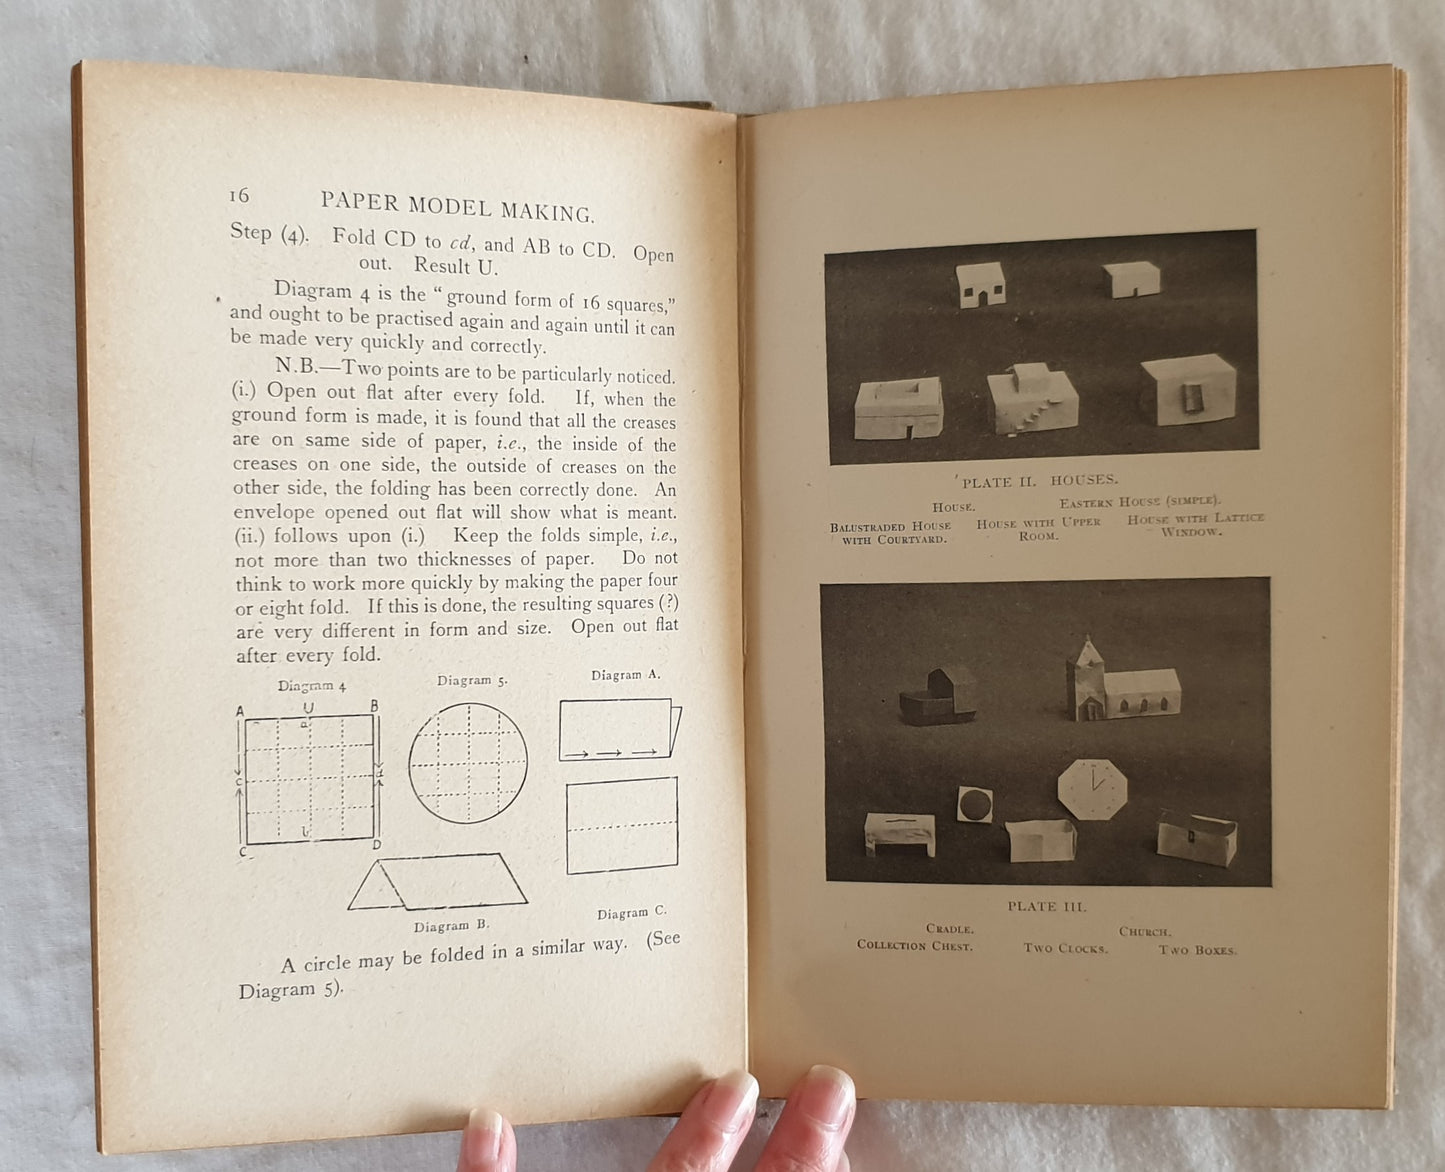 16 PAPER MODEL MAKING.
Step (4). Fold CD to cd, and AB to CD. Open
out. Result U.
Diagram 4 is the “ ground form of 16 squares,”
and ought to be practised again and again until it can
be made very quickly and correctly.
N.B.—Two points are to be particularly noticed.
(i.) Open out flat after every fold. If, when the
ground form is made, it is found that all the creases
are on same side of paper, i.e., the inside of the
creases on one side, the outside of creases on the
other side, the folding has been correctly done. An
envelope opened out flat will show what is meant.
(ii.) follows upon (i.) Keep the folds simple, i.e.,
not more than two thicknesses of paper. Do not
think to work more quickly by making the paper four
or eight fold. If this is done, the resulting squares (?)
are very different in form and size. Open out flat
after every fold.
Diagram 4 Diagram 5. Diagram A.
A U B
a
c d
b
C D
Diagram B. Diagram C.
A circle may be folded in a similar way. (See
Diagram 5).
PLATE II. HOUSES.
HOUSE. EASTERN HOUSE (SIMPLE).
BALUSTRADED HOUSE HOUSE WITH UPPER HOUSE WITH LATTICE
WITH COURTYARD. ROOM. WINDOW.
PLATE III.
CRADLE. CHURCH.
COLLECTION CHEST. TWO CLOCKS. TWO BOXES.